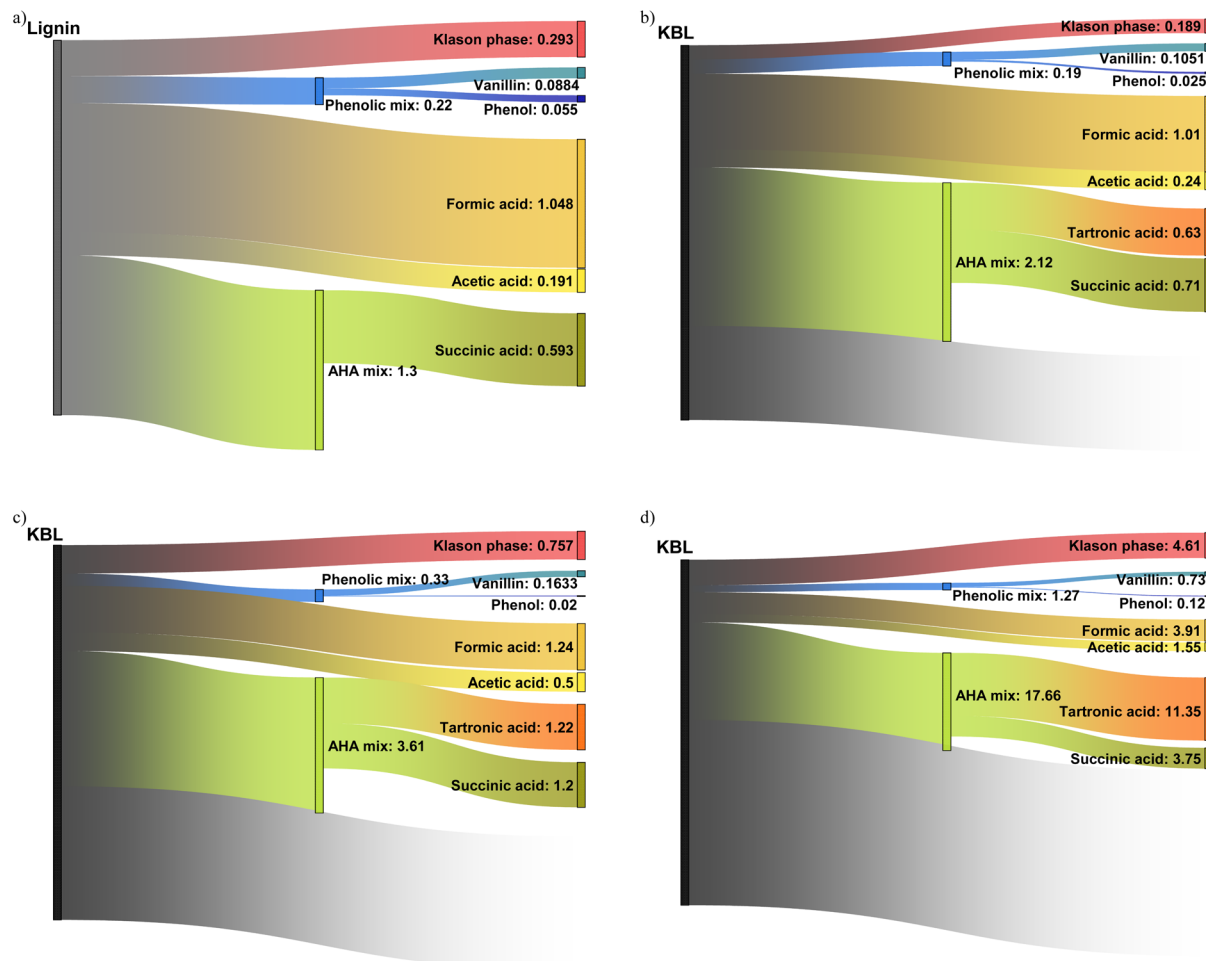 a)
Lignin
Klason phase: 0.293
Vanillin: 0.0884
Phenolic mix: 0.22
Phenol: 0.055
Formic acid: 1.048
Acetic acid: 0.191
Succinic acid: 0.593
AHA mix: 1.3
b)
KBL
Klason phase: 0.189
Vanillin: 0.1051
Phenolic mix: 0.19
Phenol: 0.025
Formic acid: 1.01
Acetic acid: 0.24
Tartronic acid: 0.63
AHA mix: 2.12
Succinic acid: 0.71
c)
KBL
Klason phase: 0.757
Phenolic mix: 0.33
Vanillin: 0.1633
Phenol: 0.02
Formic acid: 1.24
Acetic acid: 0.5
Tartronic acid: 1.22
AHA mix: 3.61
Succinic acid: 1.2
d)
KBL
Klason phase: 4.61
Vanillin: 0.73
Phenolic mix: 1.27
Phenol: 0.12
Formic acid: 3.91
Acetic acid: 1.55
AHA mix: 17.66
Tartronic acid: 11.35
Succinic acid: 3.75